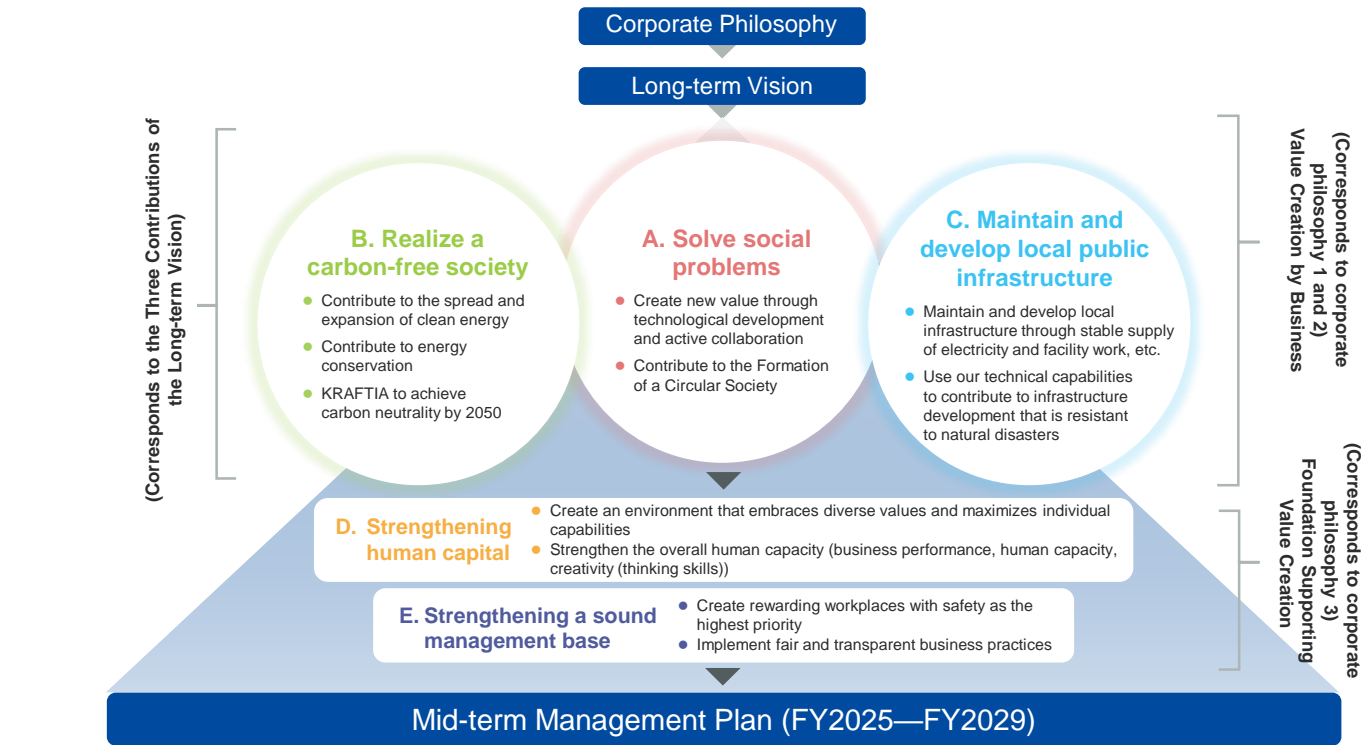 Corporate Philosophy
Long-term Vision
(Corresponds to the Three Contributions of
the Long-term Vision)
B. Realize a
carbon-free society
● Contribute to the spread and
expansion of clean energy
● Contribute to energy
conservation
● KRAFTIA to achieve
carbon neutrality by 2050
A. Solve social
problems
● Create new value through
technological development
and active collaboration
● Contribute to the Formation
of a Circular Society
C. Maintain and
develop local public
infrastructure
● Maintain and develop local
infrastructure through stable supply
of electricity and facility work, etc.
● Use our technical capabilities
to contribute to infrastructure
development that is resistant
to natural disasters
(Corresponds to corporate
philosophy 1 and 2)
Value Creation by Business
D. Strengthening
human capital
● Create an environment that embraces diverse values and maximizes individual
capabilities
● Strengthen the overall human capacity (business performance, human capacity,
creativity (thinking skills))
E. Strengthening a sound
management base
● Create rewarding workplaces with safety as the
highest priority
● Implement fair and transparent business practices
(Corresponds to corporate
philosophy 3)
Foundation Supporting
Value Creation
Mid-term Management Plan (FY2025—FY2029)